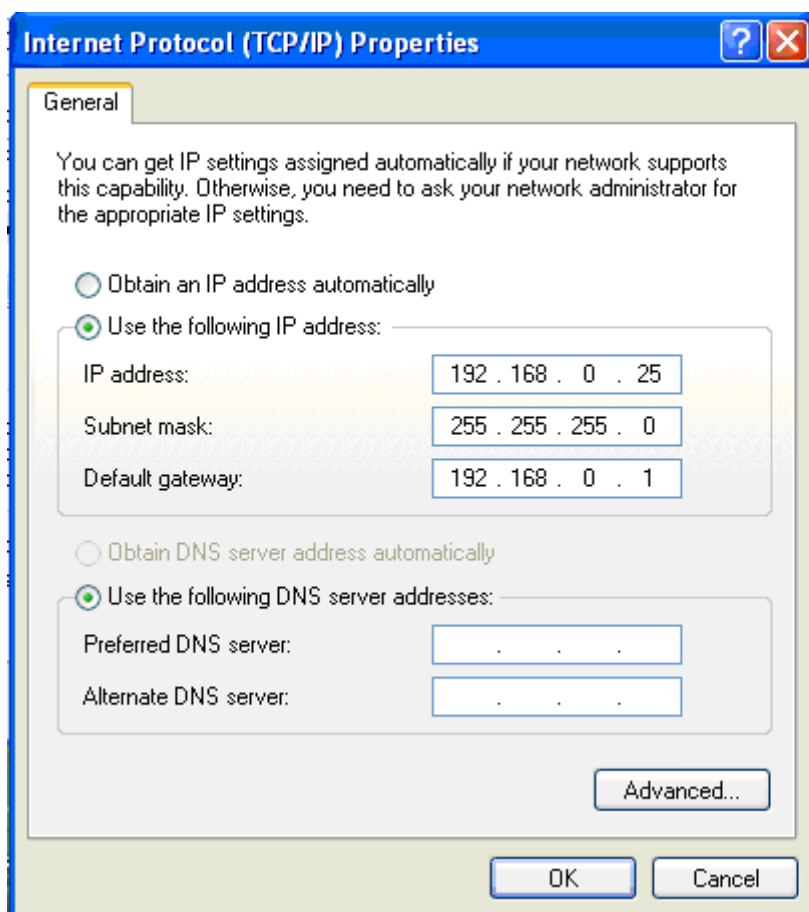 Internet Protocol (TCP/IP) Properties
General
You can get IP settings assigned automatically if your network supports
this capability. Otherwise, you need to ask your network administrator for
the appropriate IP settings.
Obtain an IP address automatically
Use the following IP address:
IP address: 192 . 168 . 0 . 25
Subnet mask: 255 . 255 . 255 . 0
Default gateway: 192 . 168 . 0 . 1
Obtain DNS server address automatically
Use the following DNS server addresses:
Preferred DNS server: . . .
Alternate DNS server: . . .
Advanced...
OK Cancel